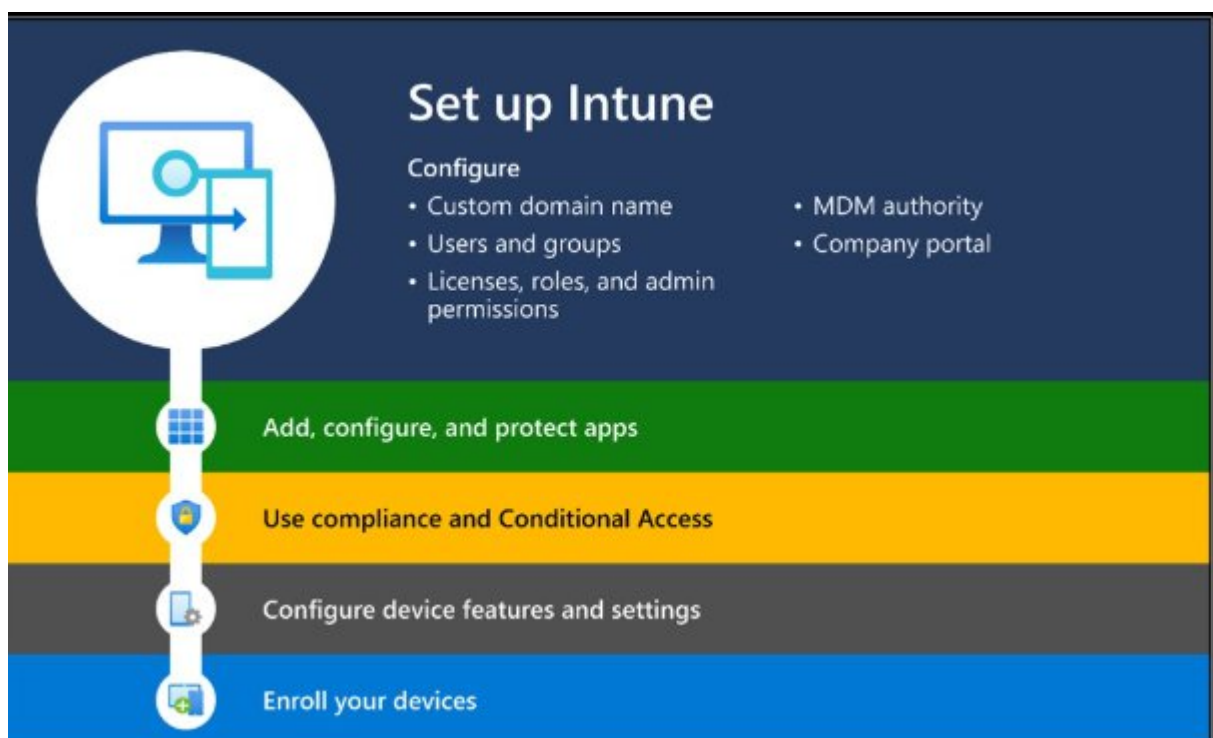 Set up Intune
Configure
• Custom domain name
• Users and groups
• Licenses, roles, and admin
permissions
• MDM authority
• Company portal
Add, configure, and protect apps
Use compliance and Conditional Access
Configure device features and settings
Enroll your devices